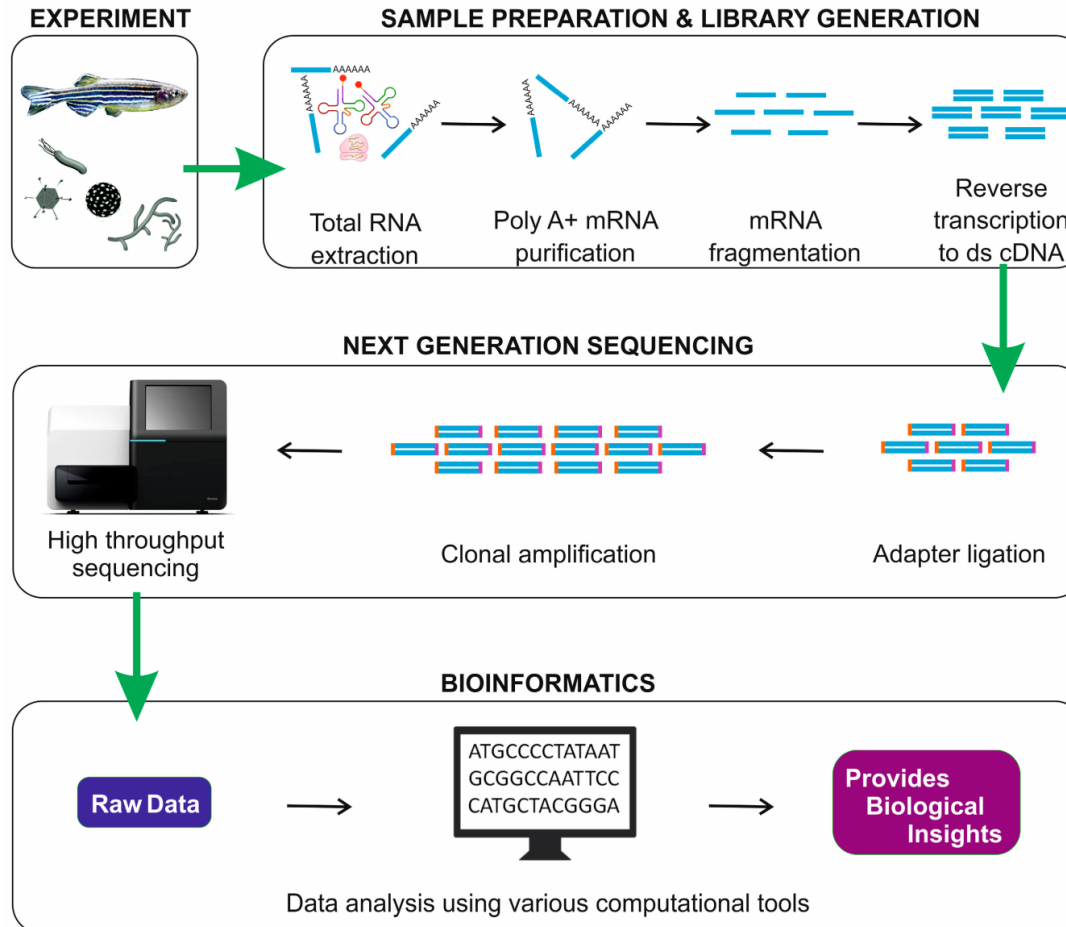 EXPERIMENT
SAMPLE PREPARATION & LIBRARY GENERATION
AAAAAA
AAAAAA
AAAAAA
Total RNA
extraction
AAAAAA
AAAAAA
AAAAAA
Poly A+ mRNA
purification
mRNA
fragmentation
Reverse
transcription
to ds cDNA
NEXT GENERATION SEQUENCING
High throughput
sequencing
Clonal amplification
Adapter ligation
BIOINFORMATICS
Raw Data
ATGCCCCTATAAT
GCGGCCAATTCC
CATGCTACGGGA
Provides
Biological
Insights
Data analysis using various computational tools